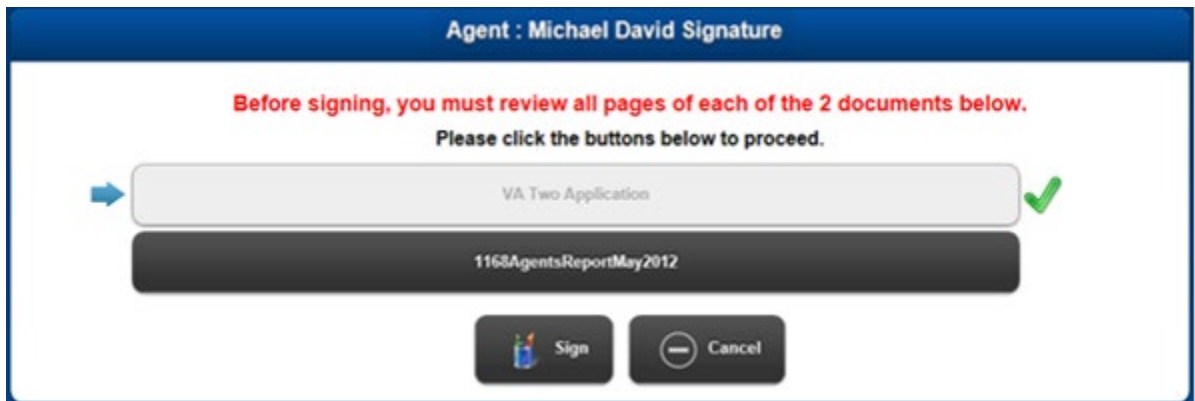 Agent : Michael David Signature
Before signing, you must review all pages of each of the 2 documents below.
Please click the buttons below to proceed.
VA Two Application
1168AgentsReportMay2012
Sign
Cancel